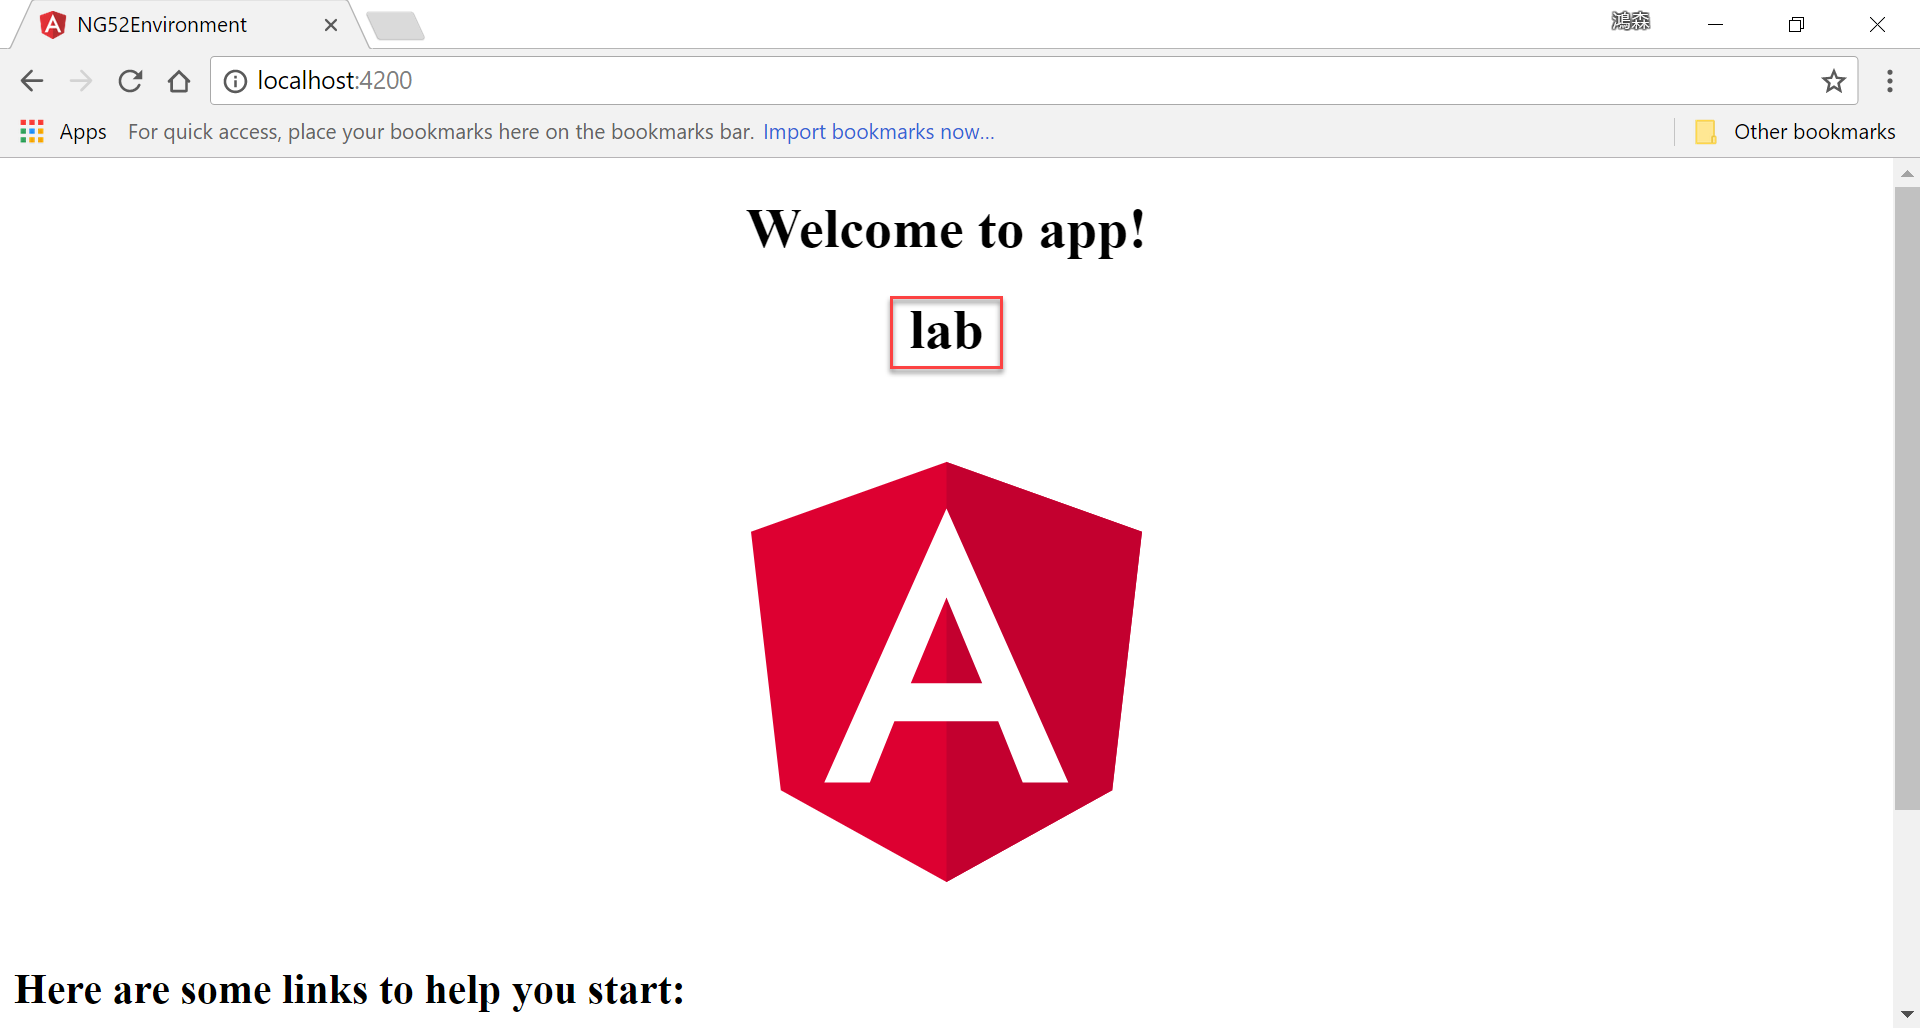 NG52Environment
鴻森
localhost:4200
Apps For quick access, place your bookmarks here on the bookmarks bar. Import bookmarks now... Other bookmarks
Welcome to app!
lab
A
Here are some links to help you start: